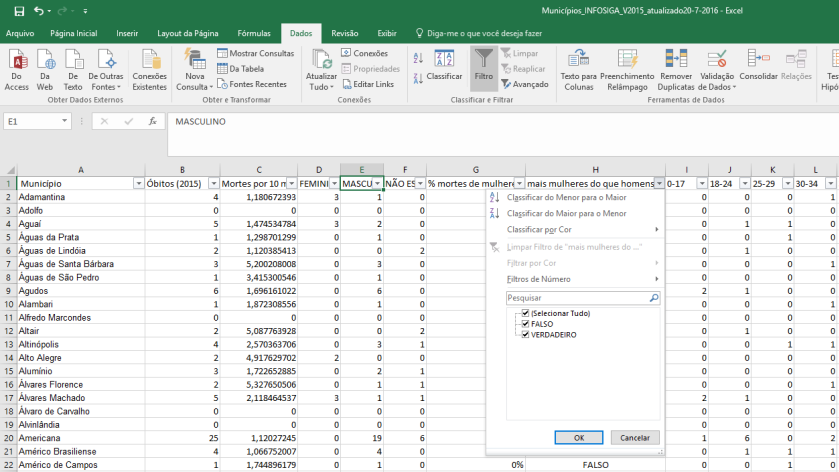 Municípios_INFOSIGA_V2015_atualizado20-7-2016 - Excel
Arquivo Página Inicial Inserir Layout da Página Fórmulas Dados Revisão Exibir Diga-me o que você deseja fazer
Do Access
Da Web
De Texto
De Outras Fontes
Conexões Existentes
Obter Dados Externos
Nova Consulta
Mostrar Consultas
Da Tabela
Fontes Recentes
Obter e Transformar
Atualizar Tudo
Conexões
Propriedades
Editar Links
Conexões
Classificar
Filtro
Limpar
Reaplicar
Avançado
Classificar e Filtrar
Texto para Colunas
Preenchimento Relâmpago
Remover Duplicatas
Validação de Dados
Consolidar
Relações
Ferramentas de Dados
Hipó
E1 fx MASCULINO
A B C D E F G H I J K L
1 Município Óbitos (2015) Mortes por 10 m FEMINI MASCU NÃO ES % mortes de mulhere mais mulheres do que homens 0-17 18-24 25-29 30-34
2 Adamantina 4 1,180672393 3 1 0 0 0 0 1
3 Adolfo 0 0 0 0 0 0 0 0 0
4 Aguaí 5 1,474534784 3 2 0 0 1 1 0
5 Águas da Prata 1 1,298701299 0 1 0 0 0 1 0
6 Águas de Lindóia 2 1,120385413 0 0 2 0 1 0 0
7 Águas de Santa Bárbara 3 5,200208008 0 3 0 0 0 0 1
8 Águas de São Pedro 1 3,415300546 0 1 0 0 0 0 0
9 Agudos 6 1,696161022 0 6 0 2 1 0 0
10 Alambari 1 1,872308556 0 1 0 0 0 0 1
11 Alfredo Marcondes 0 0 0 0 0 0 0 0 0
12 Altair 2 5,087763928 0 0 2 0 1 0 0
13 Altinópolis 4 2,570363706 0 3 1 0 0 1 1
14 Alto Alegre 2 4,917629702 2 0 0 0 0 0 0
15 Alumínio 3 1,722652885 0 2 1 0 0 0 0
16 Álvares Florence 2 5,327650506 0 1 1 0 0 0 1
17 Álvares Machado 5 2,118464537 3 1 1 2 1 0 0
18 Álvaro de Carvalho 0 0 0 0 0 0 0 0 0
19 Alvinlândia 0 0 0 0 0 0 0 0 0
20 Americana 25 1,12027245 0 19 6 1 6 0 2
21 Américo Brasiliense 4 1,066752007 0 4 0 0 1 1 1
22 Américo de Campos 1 1,744896179 0 1 0 0% FALSO 0 0 1 0
Classificar do Menor para o Maior
Classificar do Maior para o Menor
Classificar por Cor
Limpar Filtro de "mais mulheres do ..."
Filtrar por Cor
Filtros de Número
Pesquisar
(Selecionar Tudo)
FALSO
VERDADEIRO
OK Cancelar